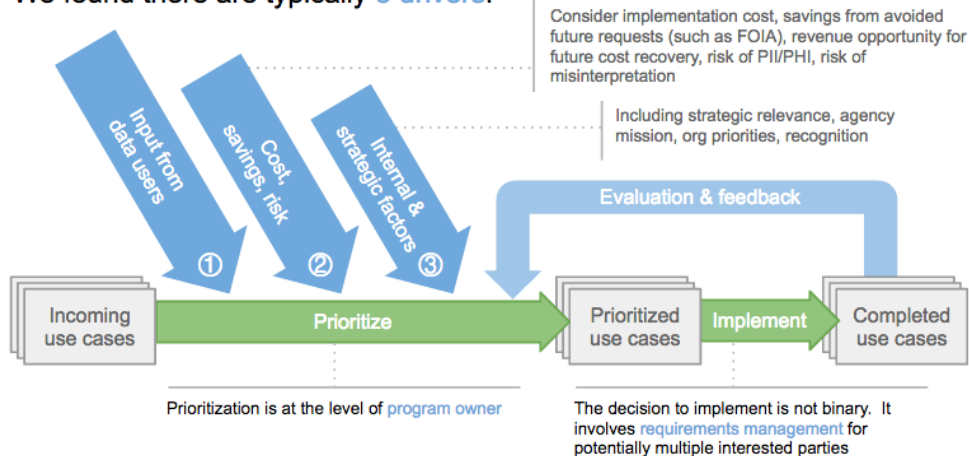 Consider implementation cost, savings from avoided
future requests (such as FOIA), revenue opportunity for
future cost recovery, risk of PII/PHI, risk of
misinterpretation
Including strategic relevance, agency
mission, org priorities, recognition
Input from
data users
①
Cost,
savings, risk
②
Internal &
strategic factors
③
Evaluation & feedback
Incoming
use cases
Prioritize
Prioritized
use cases
Implement
Completed
use cases
Prioritization is at the level of program owner
The decision to implement is not binary. It
involves requirements management for
potentially multiple interested parties